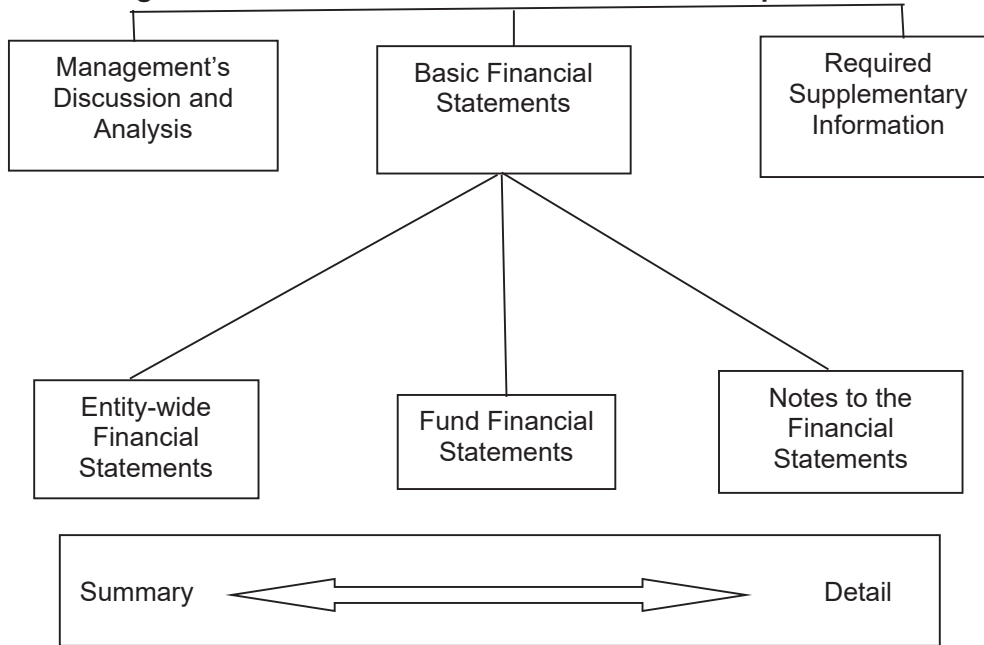 Management's
Discussion and
Analysis
Basic Financial
Statements
Required
Supplementary
Information
Entity-wide
Financial
Statements
Fund Financial
Statements
Notes to the
Financial
Statements
Summary
Detail